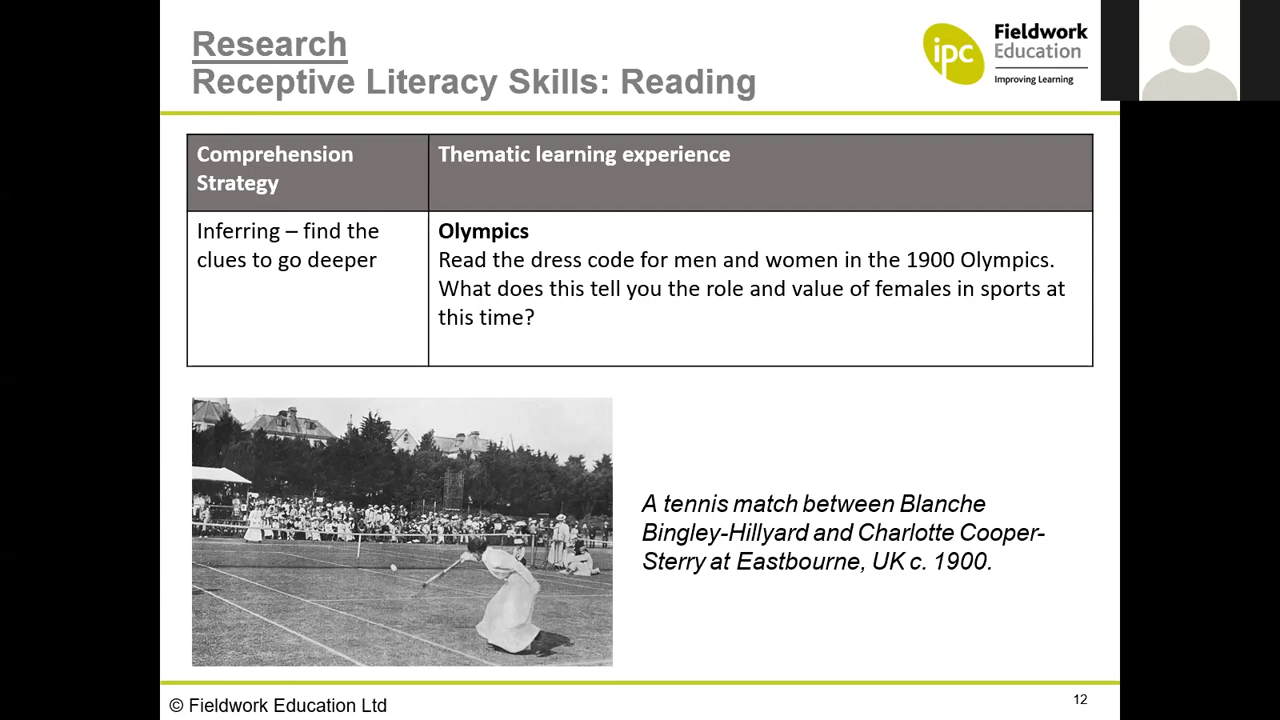 Research
Receptive Literacy Skills: Reading
ipc
Fieldwork
Education
Improving Learning
Comprehension
Strategy
Thematic learning experience
Inferring – find the
clues to go deeper
Olympics
Read the dress code for men and women in the 1900 Olympics.
What does this tell you the role and value of females in sports at
this time?
A tennis match between Blanche
Bingley-Hillyard and Charlotte Cooper-
Sterry at Eastbourne, UK c. 1900.
© Fieldwork Education Ltd
12